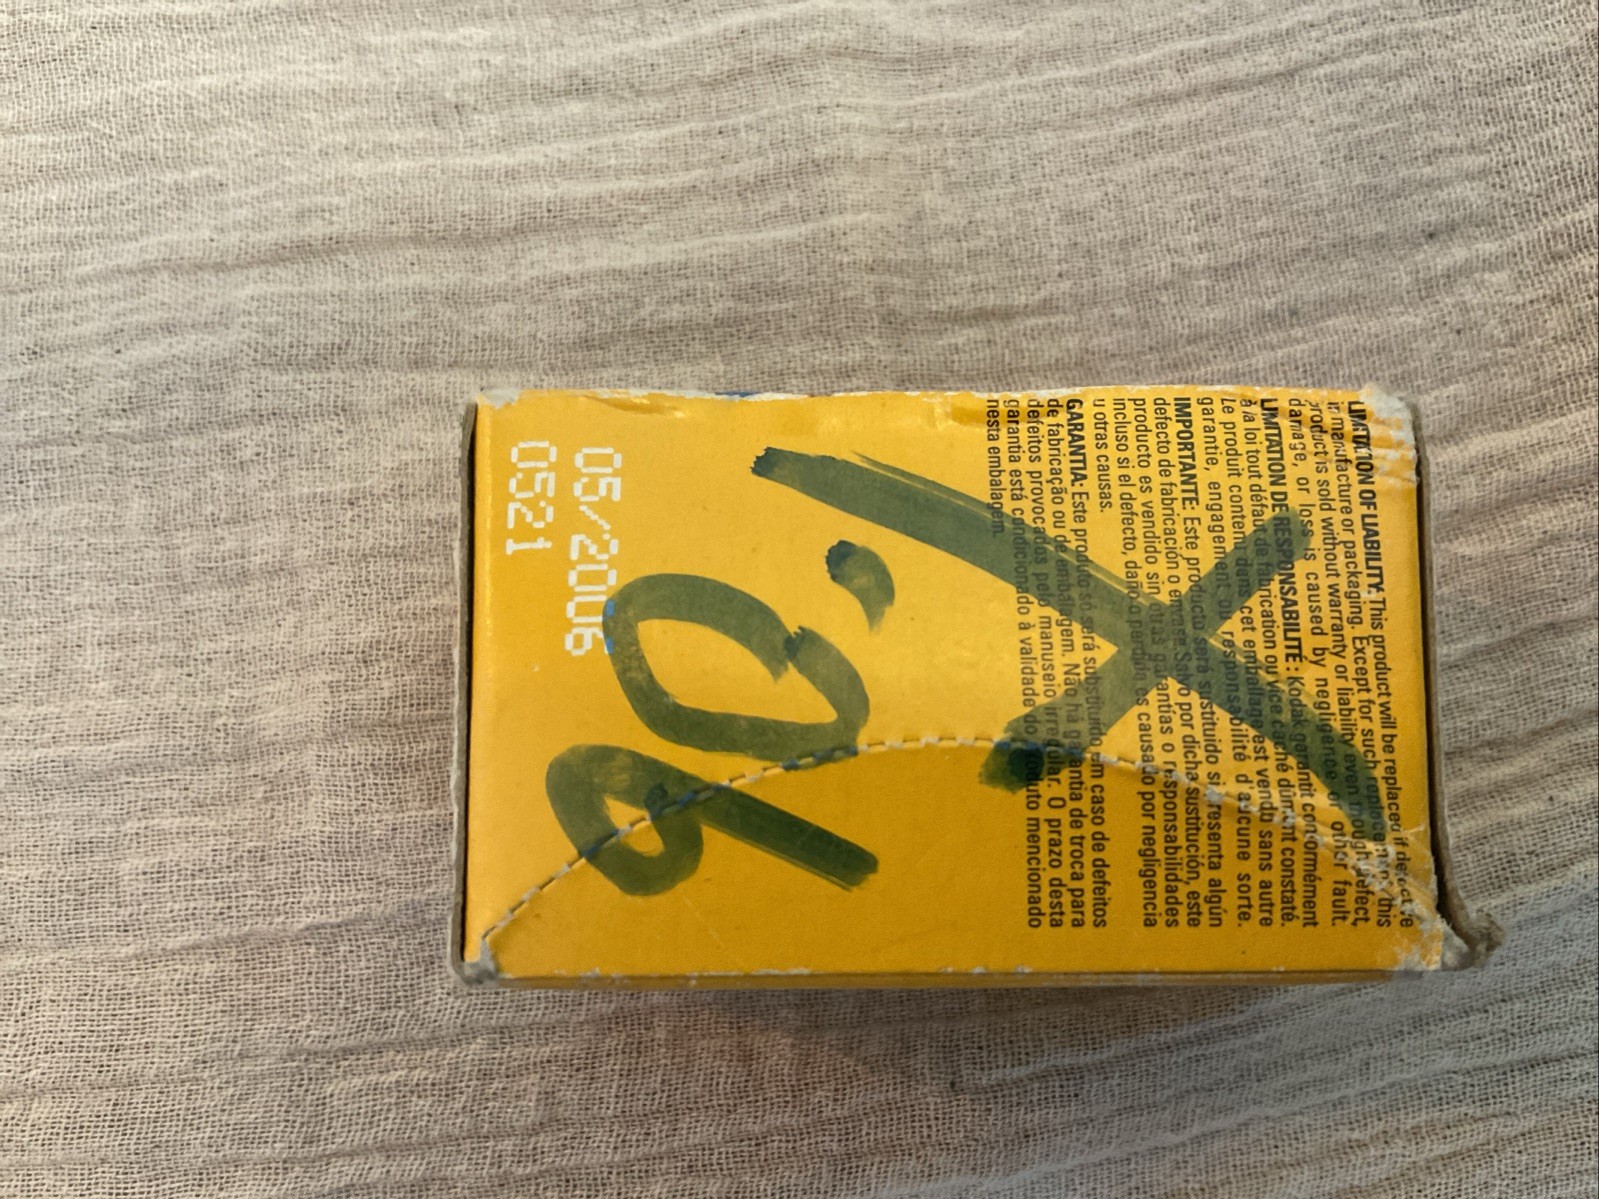 LIMITATION OF LIABILITY: This product will be replaced if defective
in manufacture or packaging. Except for such replacement, this
product is sold without warranty or liability even though defect,
damage, or loss is caused by negligence or other fault.
LIMITATION DE RESPONSABILITÉ : Kodak garantit conformément
à la loi tout défaut de fabrication ou vice caché dûment constaté.
Le produit contenu dans cet emballage est vendu sans autre
garantie, engagement ou responsabilité d'aucune sorte.
IMPORTANTE: Este producto será sustituido si presenta algún
defecto de fabricación o envase. Salvo por dicha sustitución, este
producto es vendido sin otras garantías o responsabilidades
incluso si el defecto, daño o pérdida es causado por negligencia
u otras causas.
GARANTIA: Este produto só será substituído em caso de defeitos
de fabricação ou de embalagem. Não há garantia de troca para
defeitos provocados pelo manuseio irregular. O prazo desta
garantia está condicionado à validade do produto mencionado
nesta embalagem.
X
'06
05/2006
0521